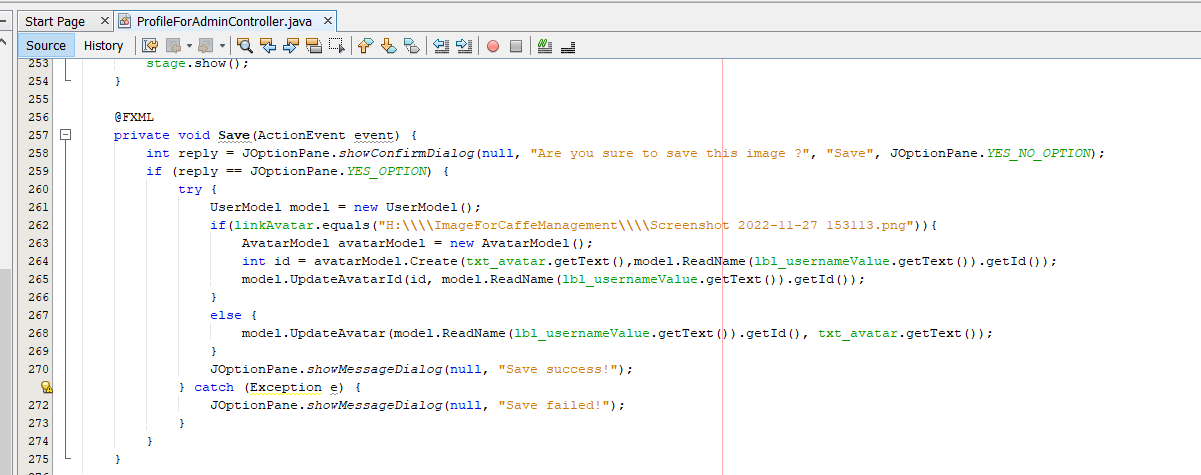 Start Page
ProfileForAdminController.java
Source History
253 stage.show();
254 }
255
256 @FXML
257 private void Save(ActionEvent event) {
258 int reply = JOptionPane.showConfirmDialog(null, "Are you sure to save this image ?", "Save", JOptionPane.YES_NO_OPTION);
259 if (reply == JOptionPane.YES_OPTION) {
260 try {
261 UserModel model = new UserModel();
262 if(linkAvatar.equals("H:\\\\ImageForCaffeManagement\\\\Screenshot 2022-11-27 153113.png")){
263 AvatarModel avatarModel = new AvatarModel();
264 int id = avatarModel.Create(txt_avatar.getText(),model.ReadName(lbl_usernameValue.getText()).getId());
265 model.UpdateAvatarId(id, model.ReadName(lbl_usernameValue.getText()).getId());
266 }
267 else {
268 model.UpdateAvatar(model.ReadName(lbl_usernameValue.getText()).getId(), txt_avatar.getText());
269 }
270 JOptionPane.showMessageDialog(null, "Save success!");
} catch (Exception e) {
272 JOptionPane.showMessageDialog(null, "Save failed!");
273 }
274 }
275 }